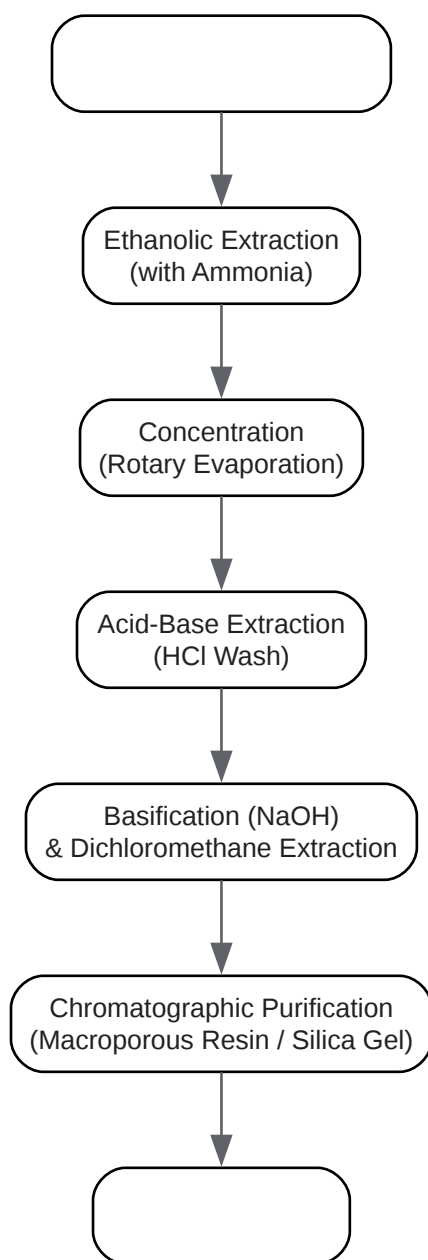 Ethanolic Extraction
(with Ammonia)
Concentration
(Rotary Evaporation)
Acid-Base Extraction
(HCl Wash)
Basification (NaOH)
& Dichloromethane Extraction
Chromatographic Purification
(Macroporous Resin / Silica Gel)